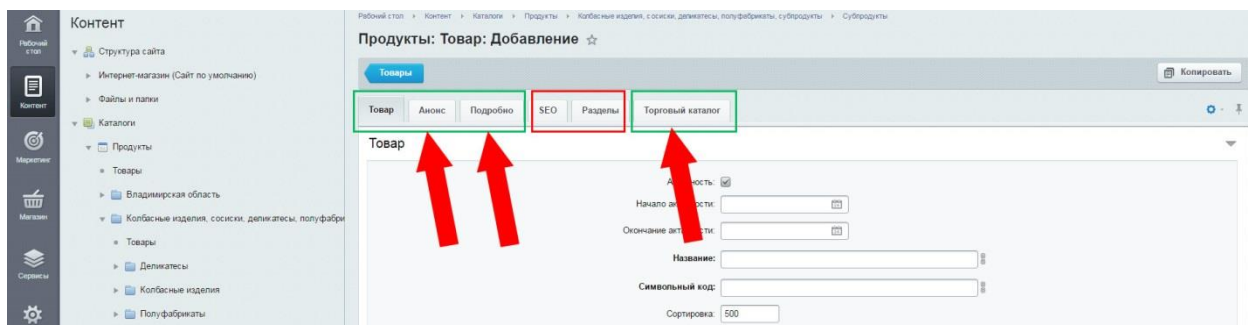 Рабочий стол
Контент
Маркетинг
Магазин
Сервисы
Контент
Структура сайта
Интернет-магазин (Сайт по умолчанию)
Файлы и папки
Каталоги
Продукты
Товары
Владимирская область
Колбасные изделия, сосиски, деликатесы, полуфабри
Товары
Деликатесы
Колбасные изделия
Полуфабрикаты
Рабочий стол Контент Каталоги Продукты Колбасные изделия, сосиски, деликатесы, полуфабрикаты, субпродукты Субпродукты
Продукты: Товар: Добавление
Товары Копировать
Товар Анонс Подробно SEO Разделы Торговый каталог
Товар
Начало
Окончание
Название:
Символьный код:
Сортировка: 500